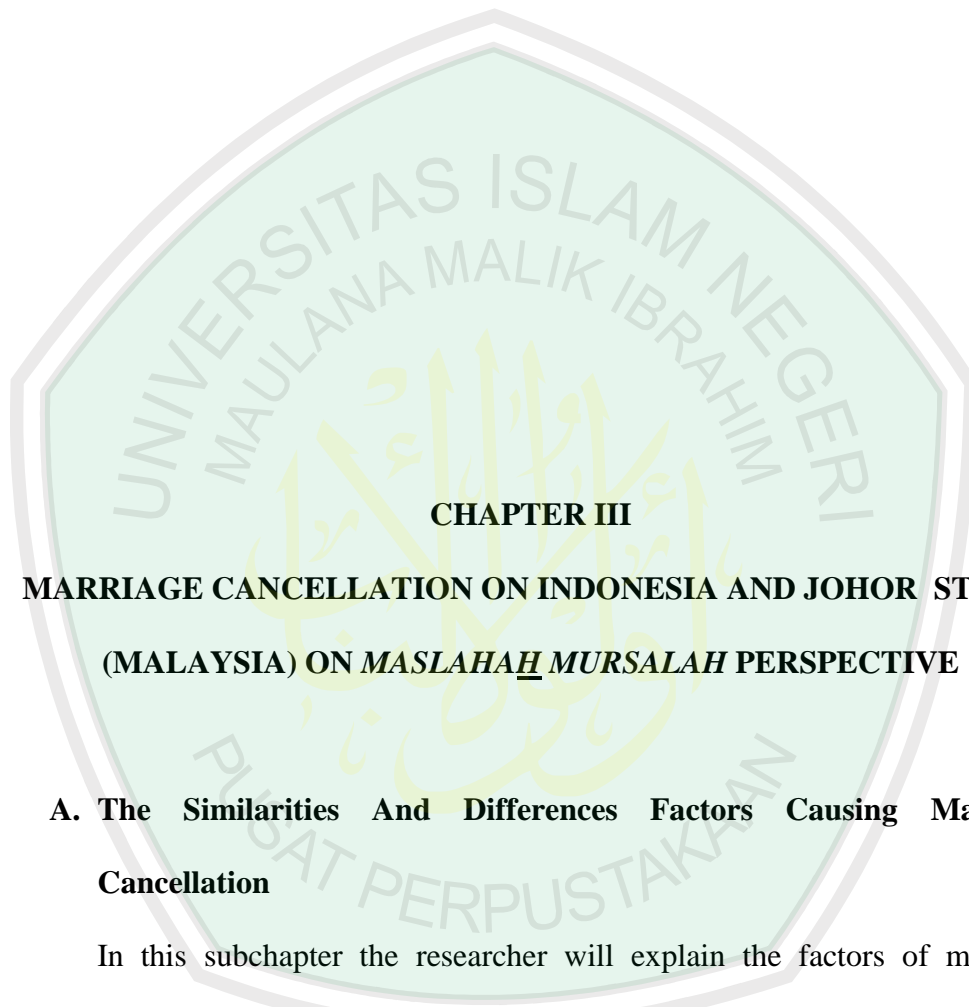 UNIVERSITAS ISLAM NEGERI
MAULANA MALIK IBRAHIM
CHAPTER III
MARRIAGE CANCELLATION ON INDONESIA AND JOHOR ST
(MALAYSIA) ON MASLAHAH MURSALAH PERSPECTIVE
A. The Similarities And Differences Factors Causing Ma
Cancellation
PUSAT PERPUSTAKAAN
In this subchapter the researcher will explain the factors of m